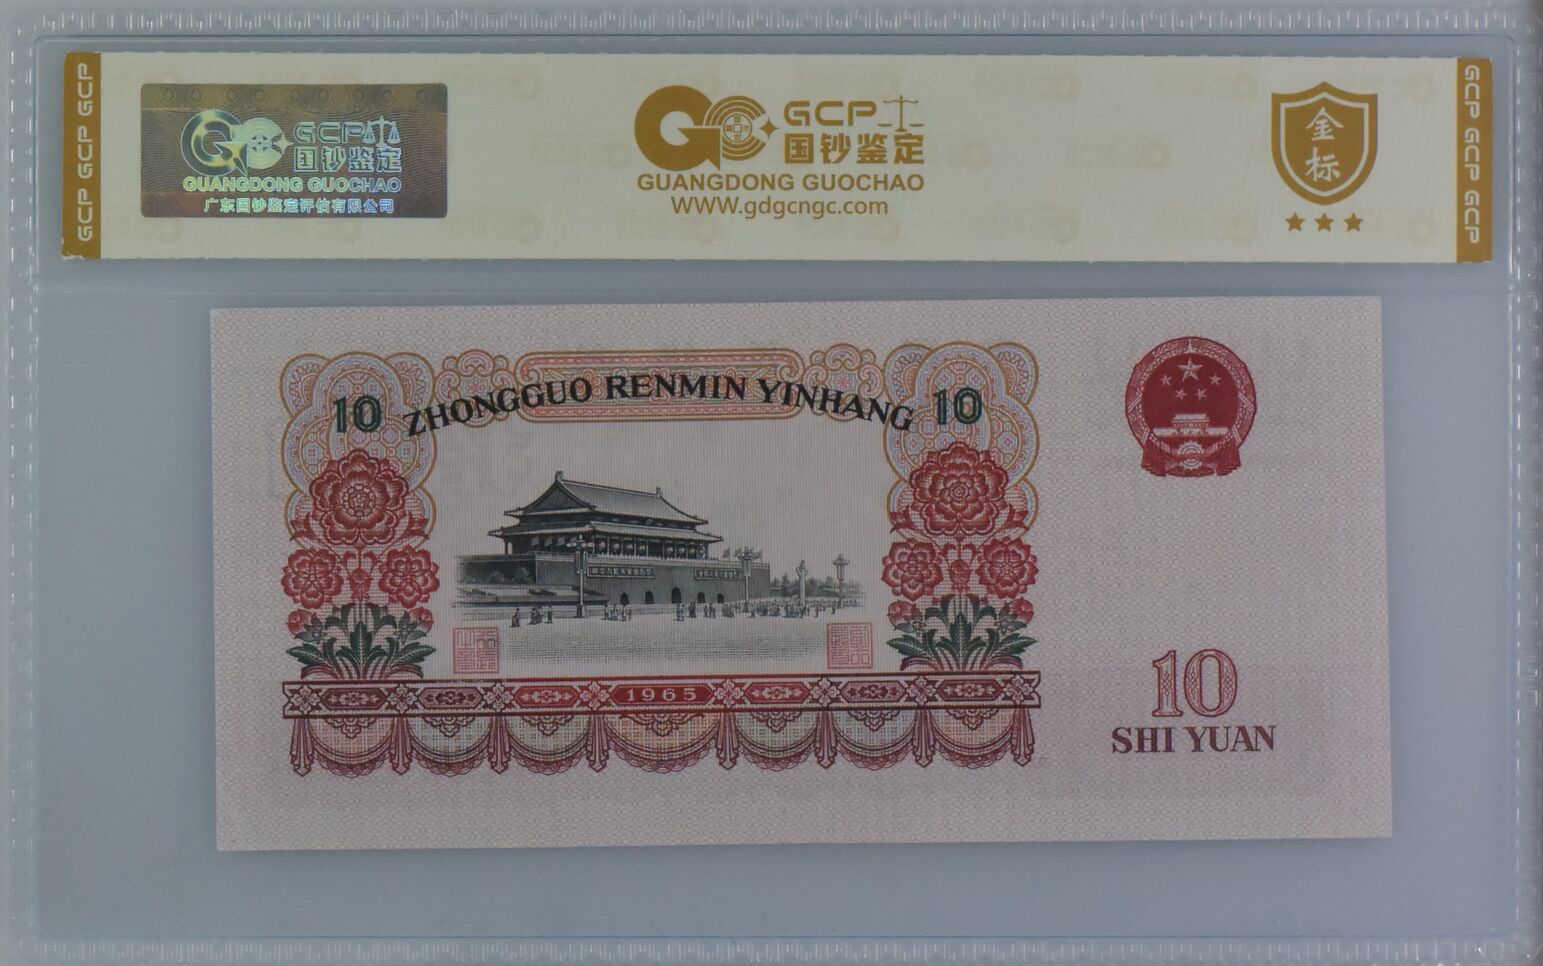 GCP GCP GCP
GCP 国钞鉴定
GUANGDONG GUOCHAO
广东国钞鉴定评估有限公司
GCP
国钞鉴定
GUANGDONG GUOCHAO
WWW.gdgcngc.com
金标
GCP GCP GCP
10 ZHONGGUO RENMIN YINHANG 10
1965
10
SHI YUAN